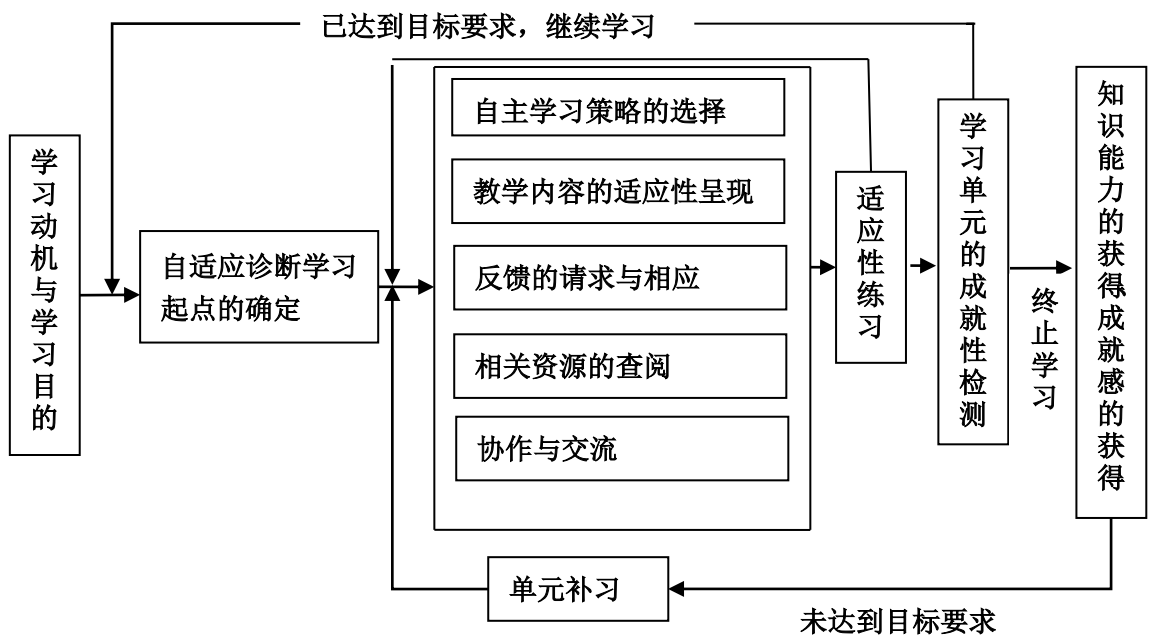 已达到目标要求，继续学习
学习动机与学习目的
自适应诊断学习
起点的确定
自主学习策略的选择
教学内容的适应性呈现
反馈的请求与相应
相关资源的查阅
协作与交流
适应性练习
学习单元的成就性检测
终止学习
知识能力的获得、成就感的获得
单元补习
未达到目标要求